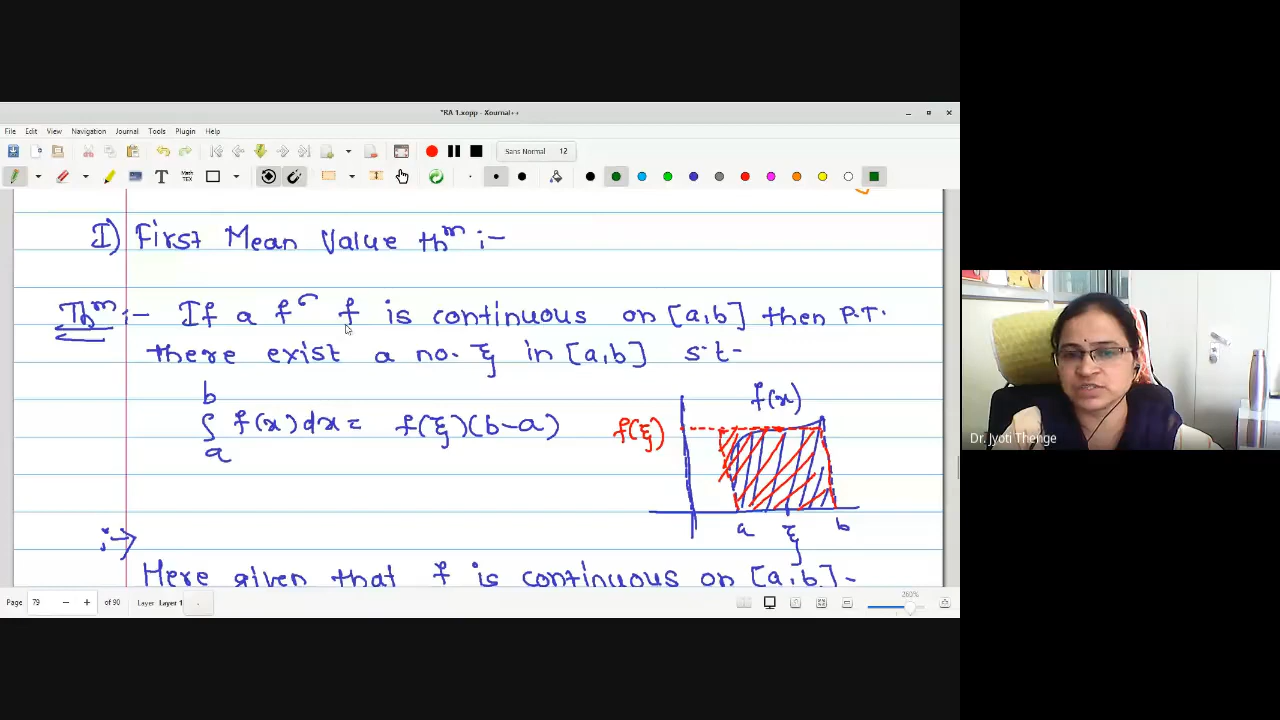 *RA 1.xopp - Xournal++
File Edit View Navigation Journal Tools Plugin Help
Sans Normal 12
I) First Mean Value thm :-
Thm :- If a fn f is continuous on [a,b] then P.T.
there exist a no. ξ in [a,b] s.t-
b
∫ f(x)dx = f(ξ)(b-a)
a
f(x)
f(ξ)
a ξ b
:→
Here given that f is continuous on [a,b]-
Page 79 of 90 Layer Layer 1 260%
Dr. Jyoti Thenge